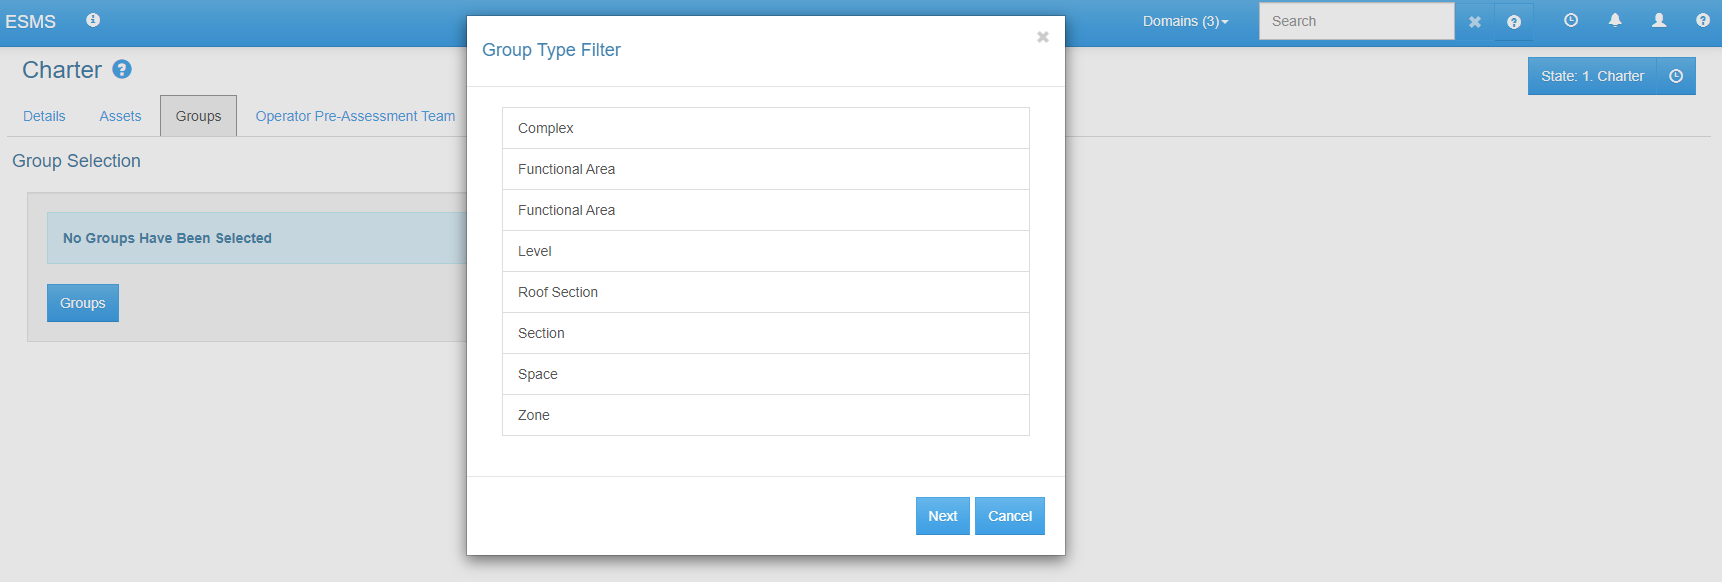 ESMS
Domains (3)
Search
Charter
State: 1. Charter
Details
Assets
Groups
Operator Pre-Assessment Team
Group Selection
No Groups Have Been Selected
Groups
Group Type Filter
Complex
Functional Area
Functional Area
Level
Roof Section
Section
Space
Zone
Next
Cancel